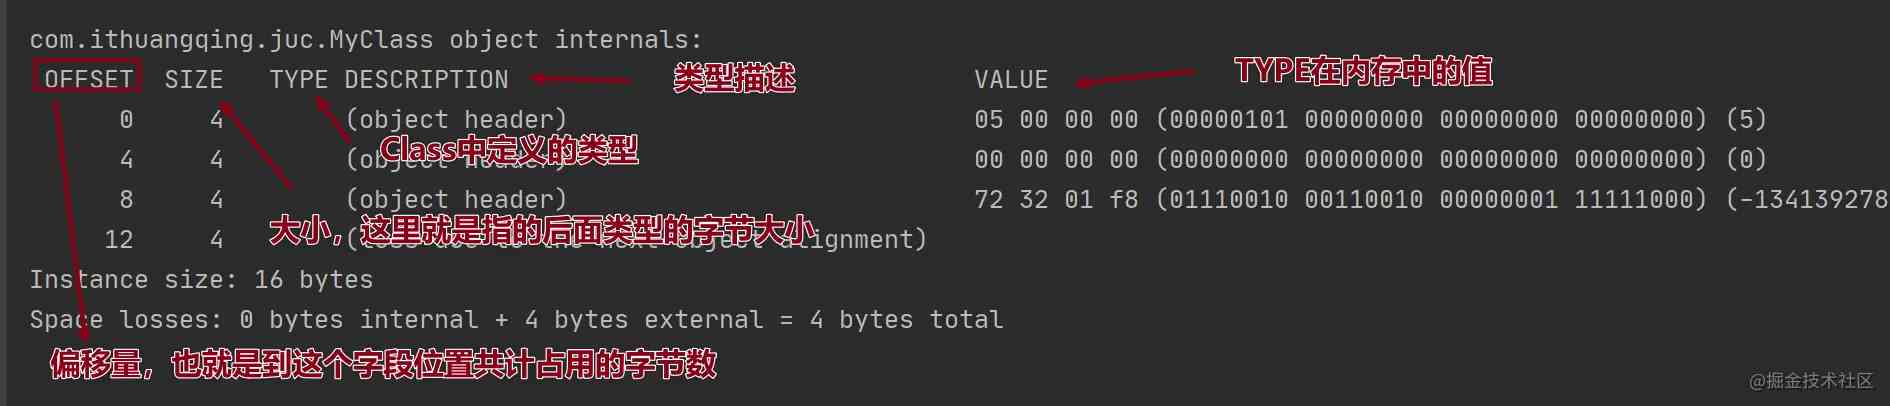 com.ithuangqing.juc.MyClass object internals:
OFFSET SIZE TYPE DESCRIPTION 类型描述 VALUE TYPE在内存中的值
0 4 (object header) 05 00 00 00 (00000101 00000000 00000000 00000000) (5)
Class中定义的类型
4 4 (object header) 00 00 00 00 (00000000 00000000 00000000 00000000) (0)
8 4 (object header) 72 32 01 f8 (01110010 00110010 00000001 11111000) (-134139278
大小，这里就是指的后面类型的字节大小
12 4 object alignment)
Instance size: 16 bytes
Space losses: 0 bytes internal + 4 bytes external = 4 bytes total
偏移量，也就是到这个字段位置共计占用的字节数
@掘金技术社区